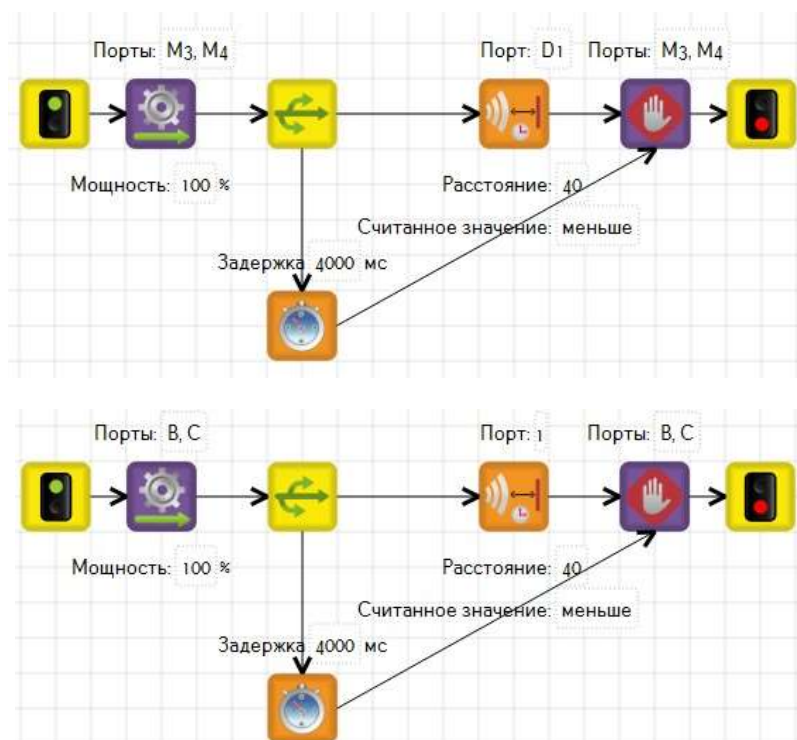 Порты: M3, M4
Порт: D1
Порты: M3, M4
Мощность: 100 %
Расстояние: 40
Считанное значение: меньше
Задержка 4000 мс
Порты: B, C
Порт: 1
Порты: B, C
Мощность: 100 %
Расстояние: 40
Считанное значение: меньше
Задержка 4000 мс